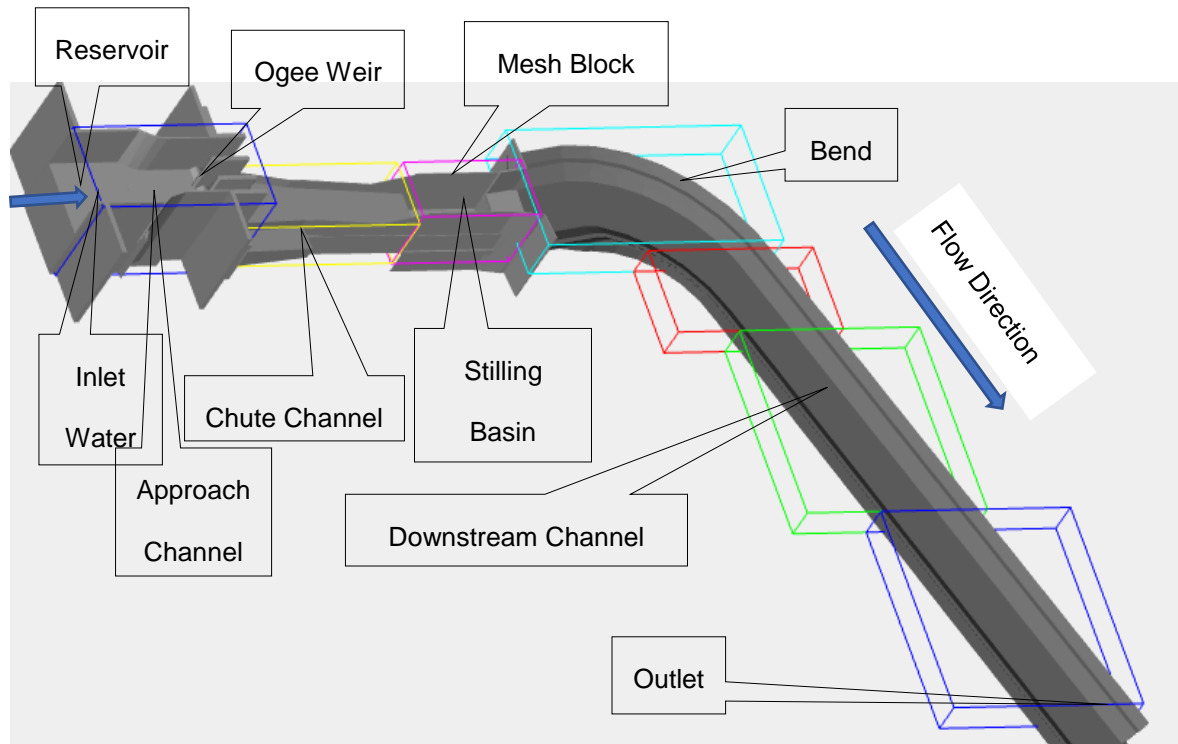 Reservoir
Ogee Weir
Mesh Block
Bend
Flow Direction
Inlet
Water
Chute Channel
Stilling
Basin
Approach
Channel
Downstream Channel
Outlet